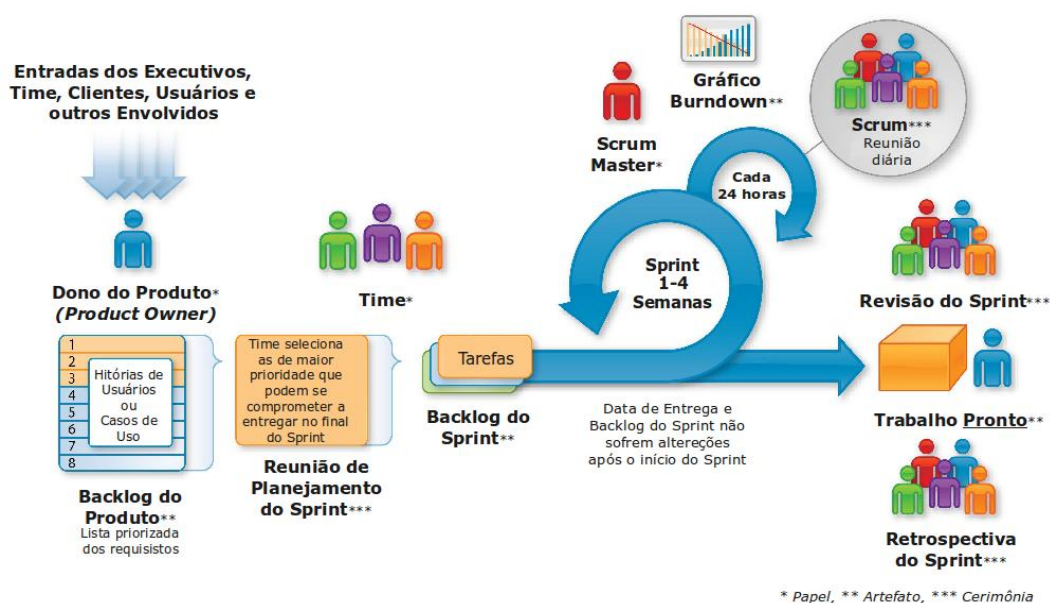 Entradas dos Executivos,
Time, Clientes, Usuários e
outros Envolvidos
Dono do Produto*
(Product Owner)
1
2
3
4
5
6
7
8
Hitórias de
Usuários
ou
Casos de
Uso
Backlog do
Produto**
Lista priorizada
dos requisistos
Time*
Time seleciona
as de maior
prioridade que
podem se
comprometer a
entregar no final
do Sprint
Reunião de
Planejamento
do Sprint***
Tarefas
Backlog do
Sprint**
Scrum
Master*
Gráfico
Burndown**
Cada
24 horas
Scrum***
Reunião
diária
Sprint
1-4
Semanas
Data de Entrega e
Backlog do Sprint não
sofrem altereções
após o início do Sprint
Revisão do Sprint***
Trabalho Pronto**
Retrospectiva
do Sprint***
* Papel, ** Artefato, *** Cerimônia